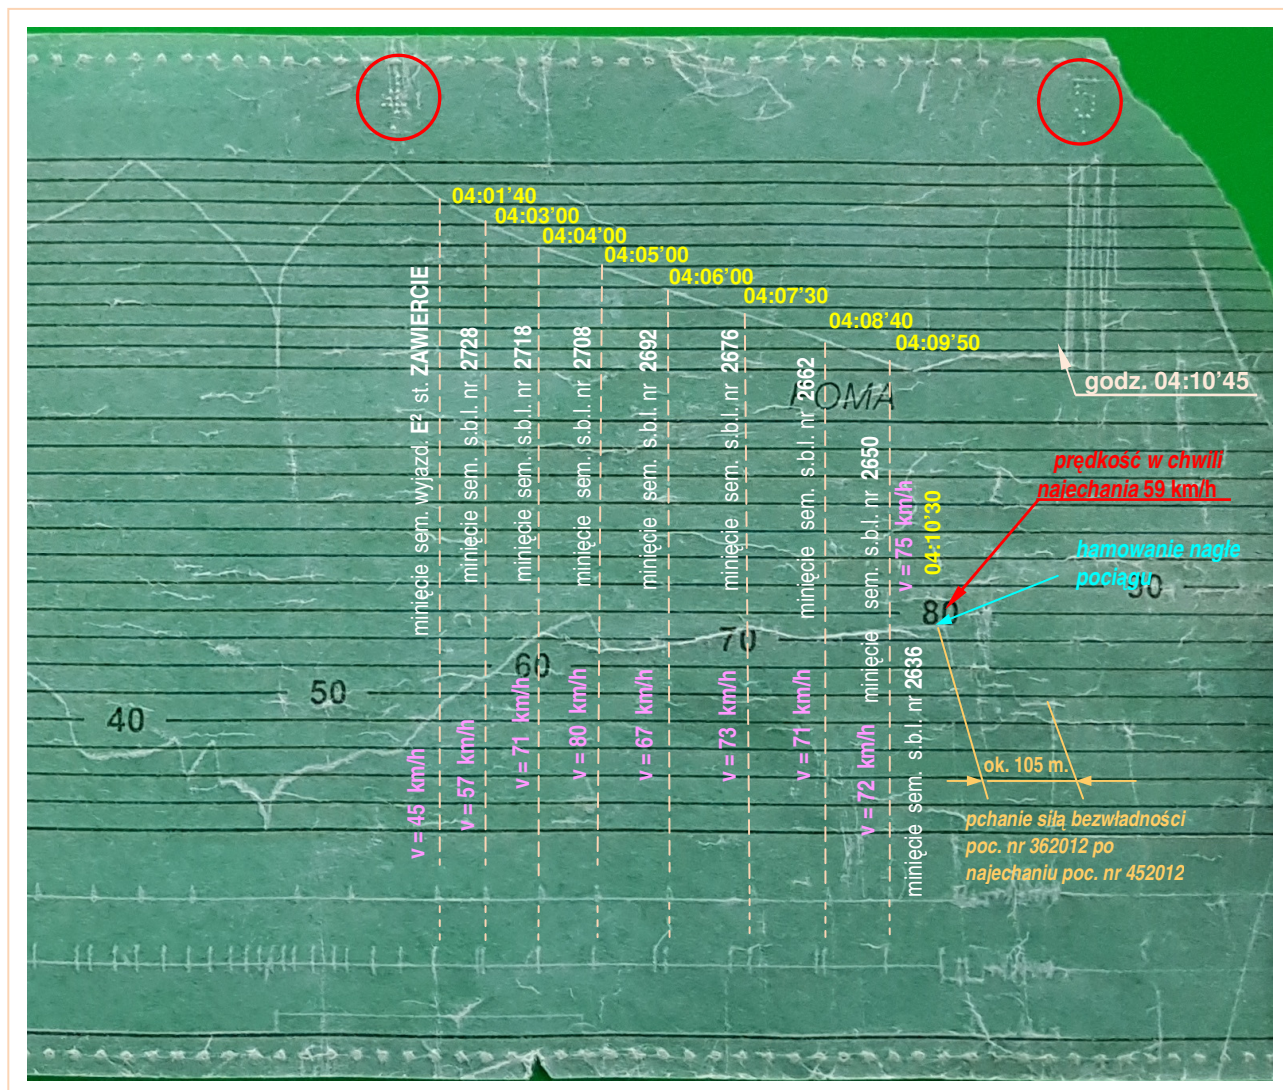 04:01'40
04:03'00
04:04'00
04:05'00
04:06'00
04:07'30
04:08'40
04:09'50
godz. 04:10'45
minięcie sem. wyjazd. E² st. ZAWIERCIE
minięcie sem. s.b.l. nr 2728
minięcie sem. s.b.l. nr 2718
minięcie sem. s.b.l. nr 2708
minięcie sem. s.b.l. nr 2692
minięcie sem. s.b.l. nr 2676
minięcie sem. s.b.l. nr 2662
minięcie sem. s.b.l. nr 2650
minięcie sem. s.b.l. nr 2636
v = 75 km/h
04:10'30
prędkość w chwili
najechania 59 km/h
hamowanie nagłe
pociągu
40
50
60
70
80
90
v = 45 km/h
v = 57 km/h
v = 71 km/h
v = 80 km/h
v = 67 km/h
v = 73 km/h
v = 71 km/h
v = 72 km/h
ok. 105 m.
pchanie siłą bezwładności
poc. nr 362012 po
najechaniu poc. nr 452012